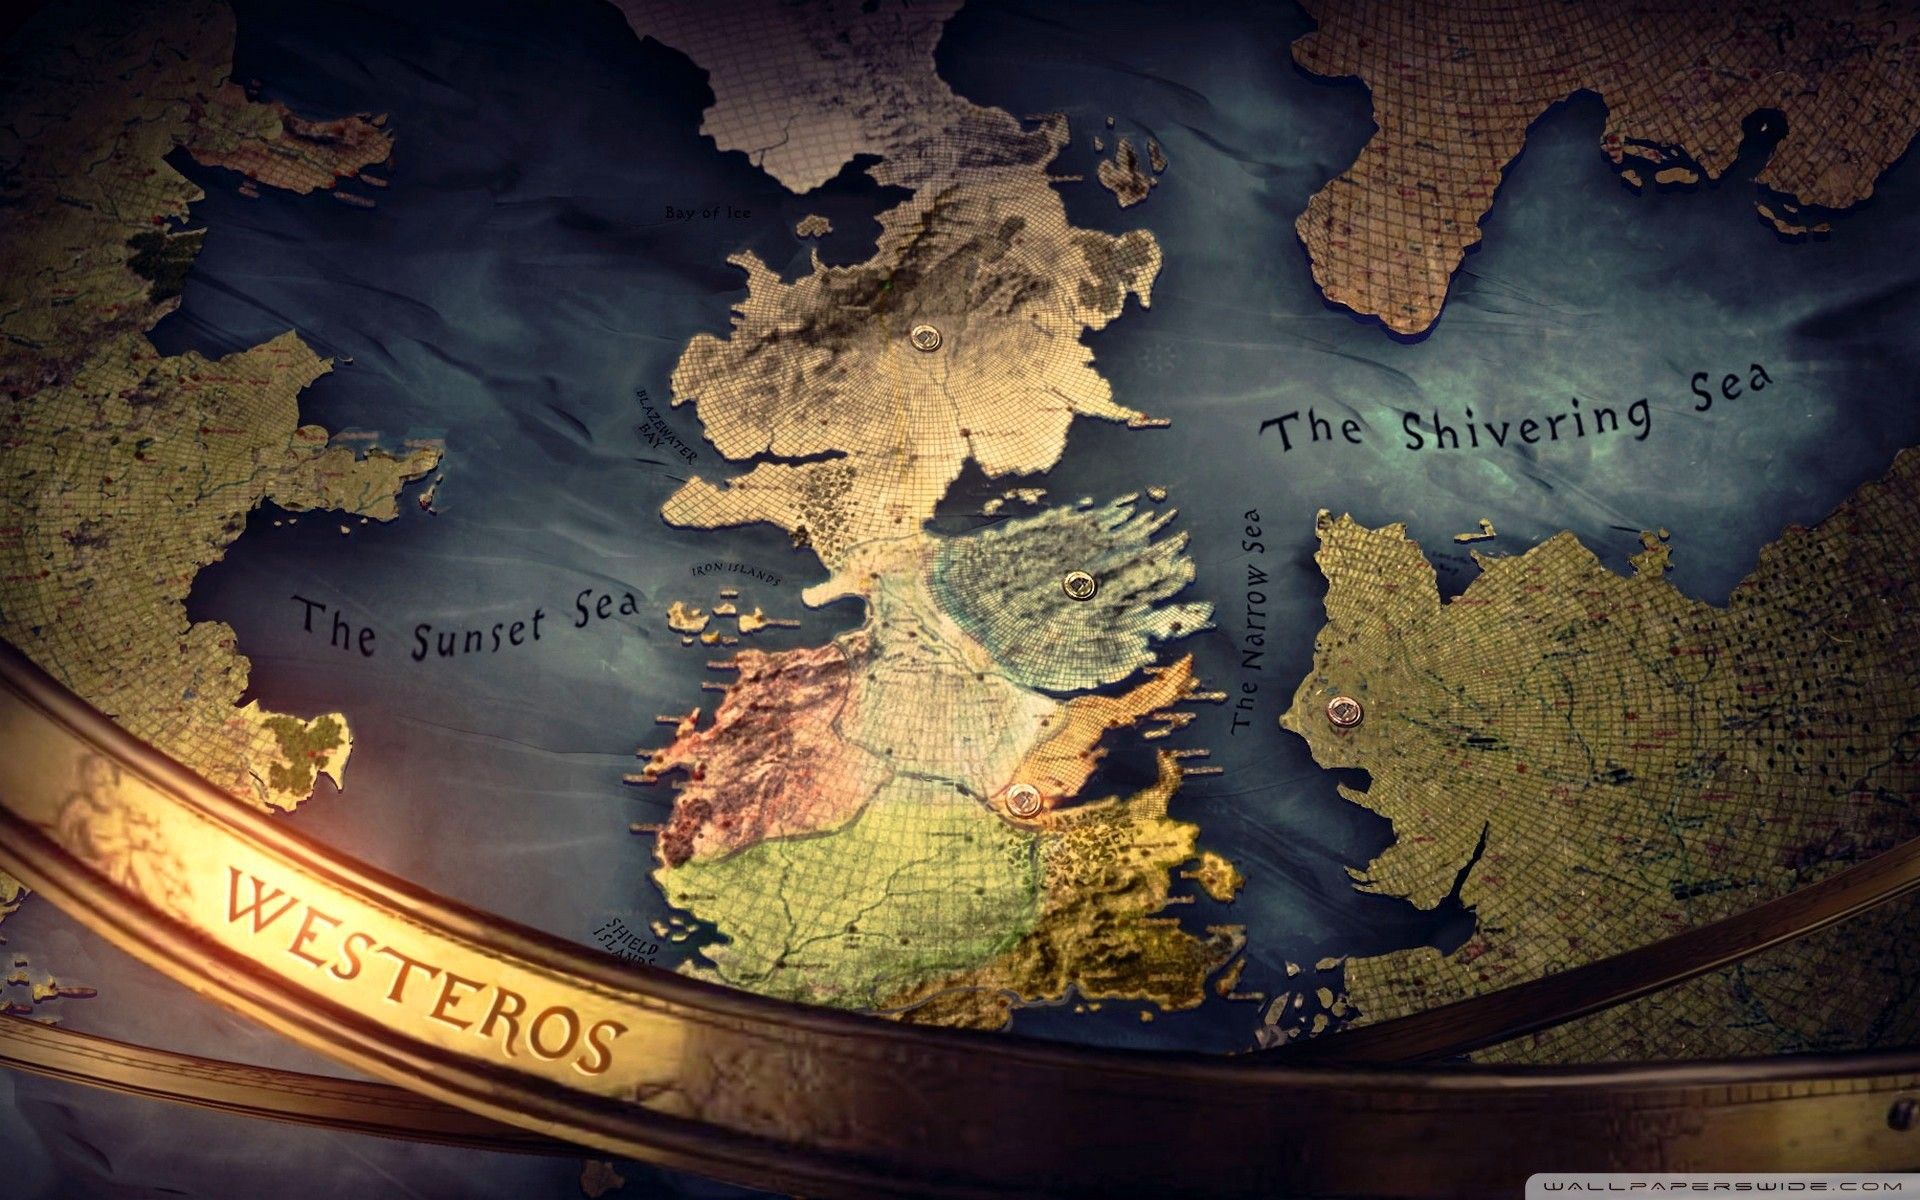 Bay of Ice
The Shivering Sea
BLAZEWATER
BAY
The Narrow Sea
IRON ISLANDS
The Sunset Sea
SHIELD
ISLANDS
WESTEROS
WALLPAPERSWIDE.COM